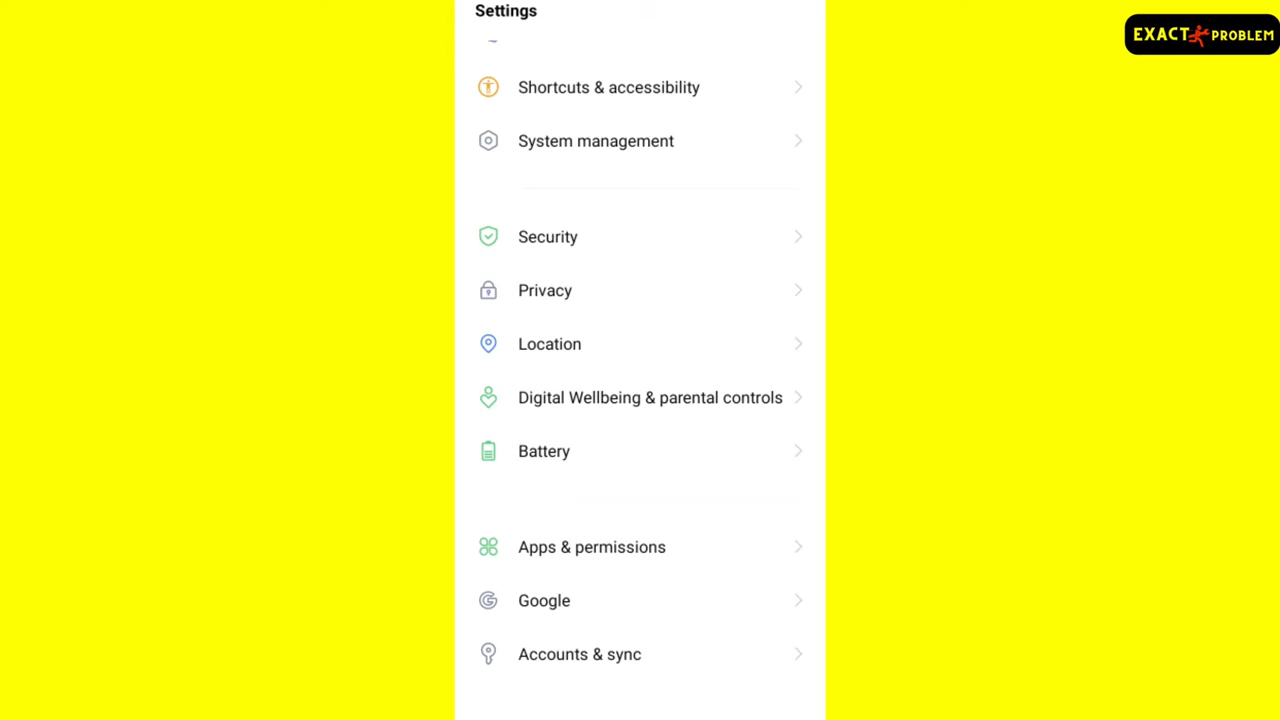 Settings
EXACT PROBLEM
Shortcuts & accessibility
System management
Security
Privacy
Location
Digital Wellbeing & parental controls
Battery
Apps & permissions
Google
Accounts & sync